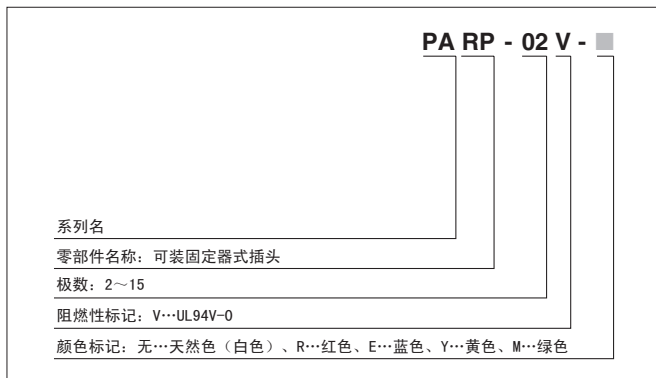 PA RP - 02 V - ■
系列名
零部件名称：可装固定器式插头
极数：2～15
阻燃性标记：V…UL94V-0
颜色标记：无…天然色（白色）、R…红色、E…蓝色、Y…黄色、M…绿色